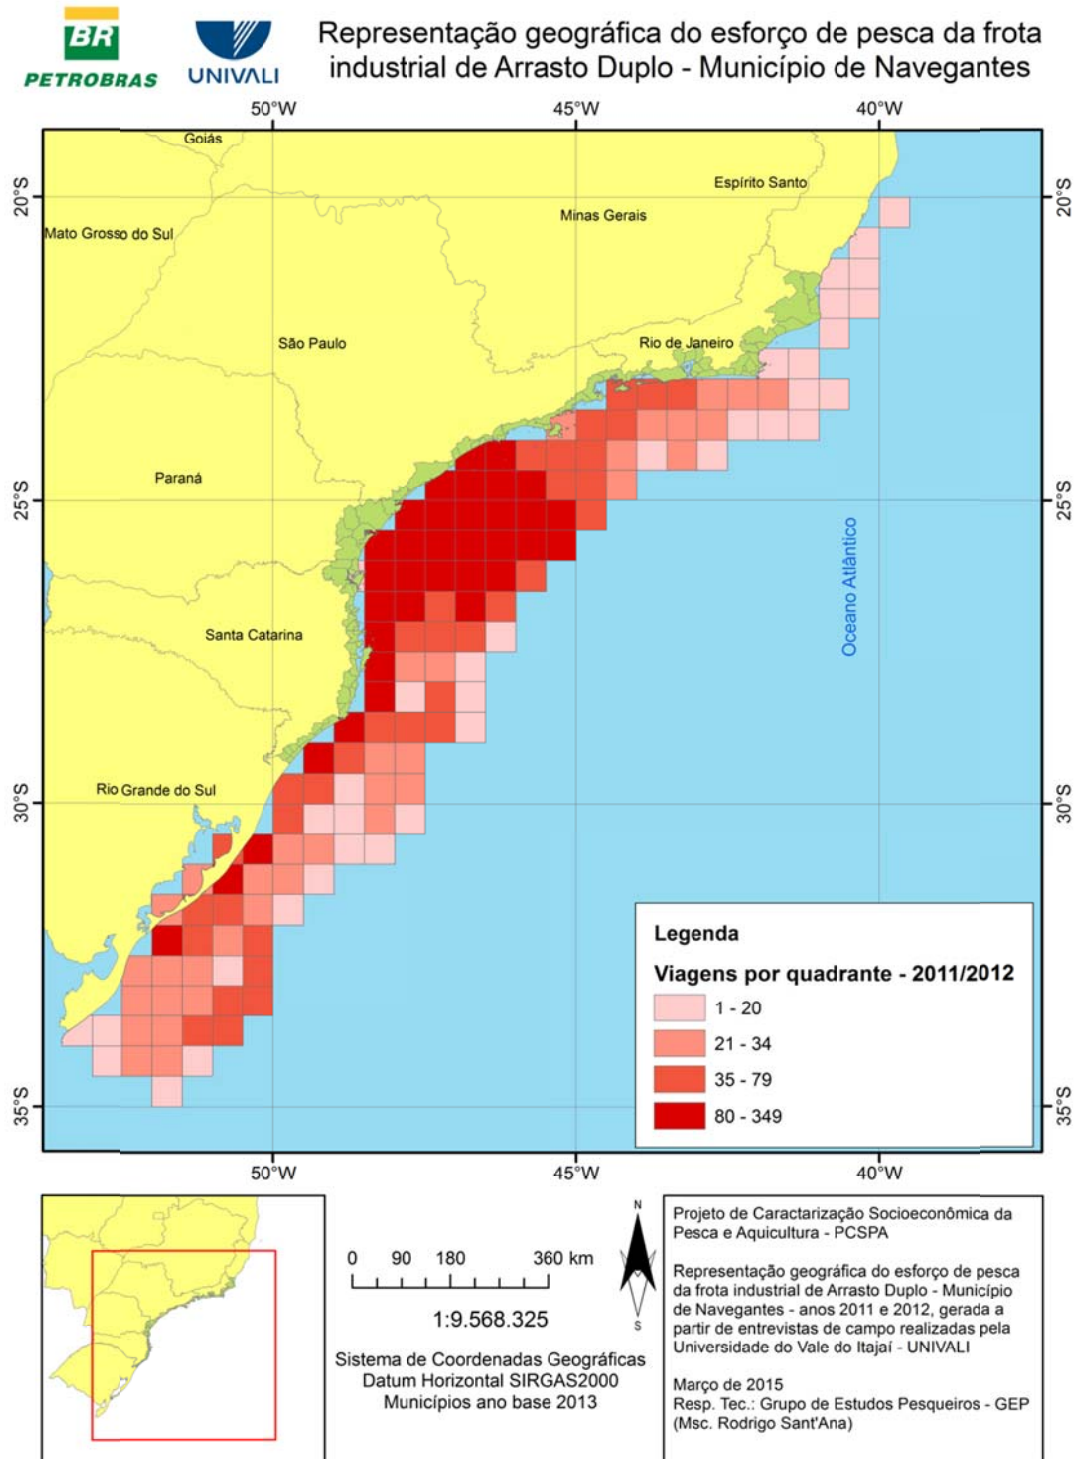 BR
PETROBRAS
UNIVALI
Representação geográfica do esforço de pesca da frota
industrial de Arrasto Duplo - Município de Navegantes
50°W 45°W 40°W
Goiás
20°S 20°S
Espírito Santo
Minas Gerais
Mato Grosso do Sul
São Paulo
Rio de Janeiro
Paraná
25°S 25°S
Oceano Atlântico
Santa Catarina
Rio Grande do Sul
30°S 30°S
Legenda
Viagens por quadrante - 2011/2012
1 - 20
21 - 34
35 - 79
80 - 349
35°S 35°S
50°W 45°W 40°W
0 90 180 360 km
1:9.568.325
Sistema de Coordenadas Geográficas
Datum Horizontal SIRGAS2000
Municípios ano base 2013
N
S
Projeto de Caractarização Socioeconômica da
Pesca e Aquicultura - PCSPA
Representação geográfica do esforço de pesca
da frota industrial de Arrasto Duplo - Município
de Navegantes - anos 2011 e 2012, gerada a
partir de entrevistas de campo realizadas pela
Universidade do Vale do Itajaí - UNIVALI
Março de 2015
Resp. Tec.: Grupo de Estudos Pesqueiros - GEP
(Msc. Rodrigo Sant'Ana)